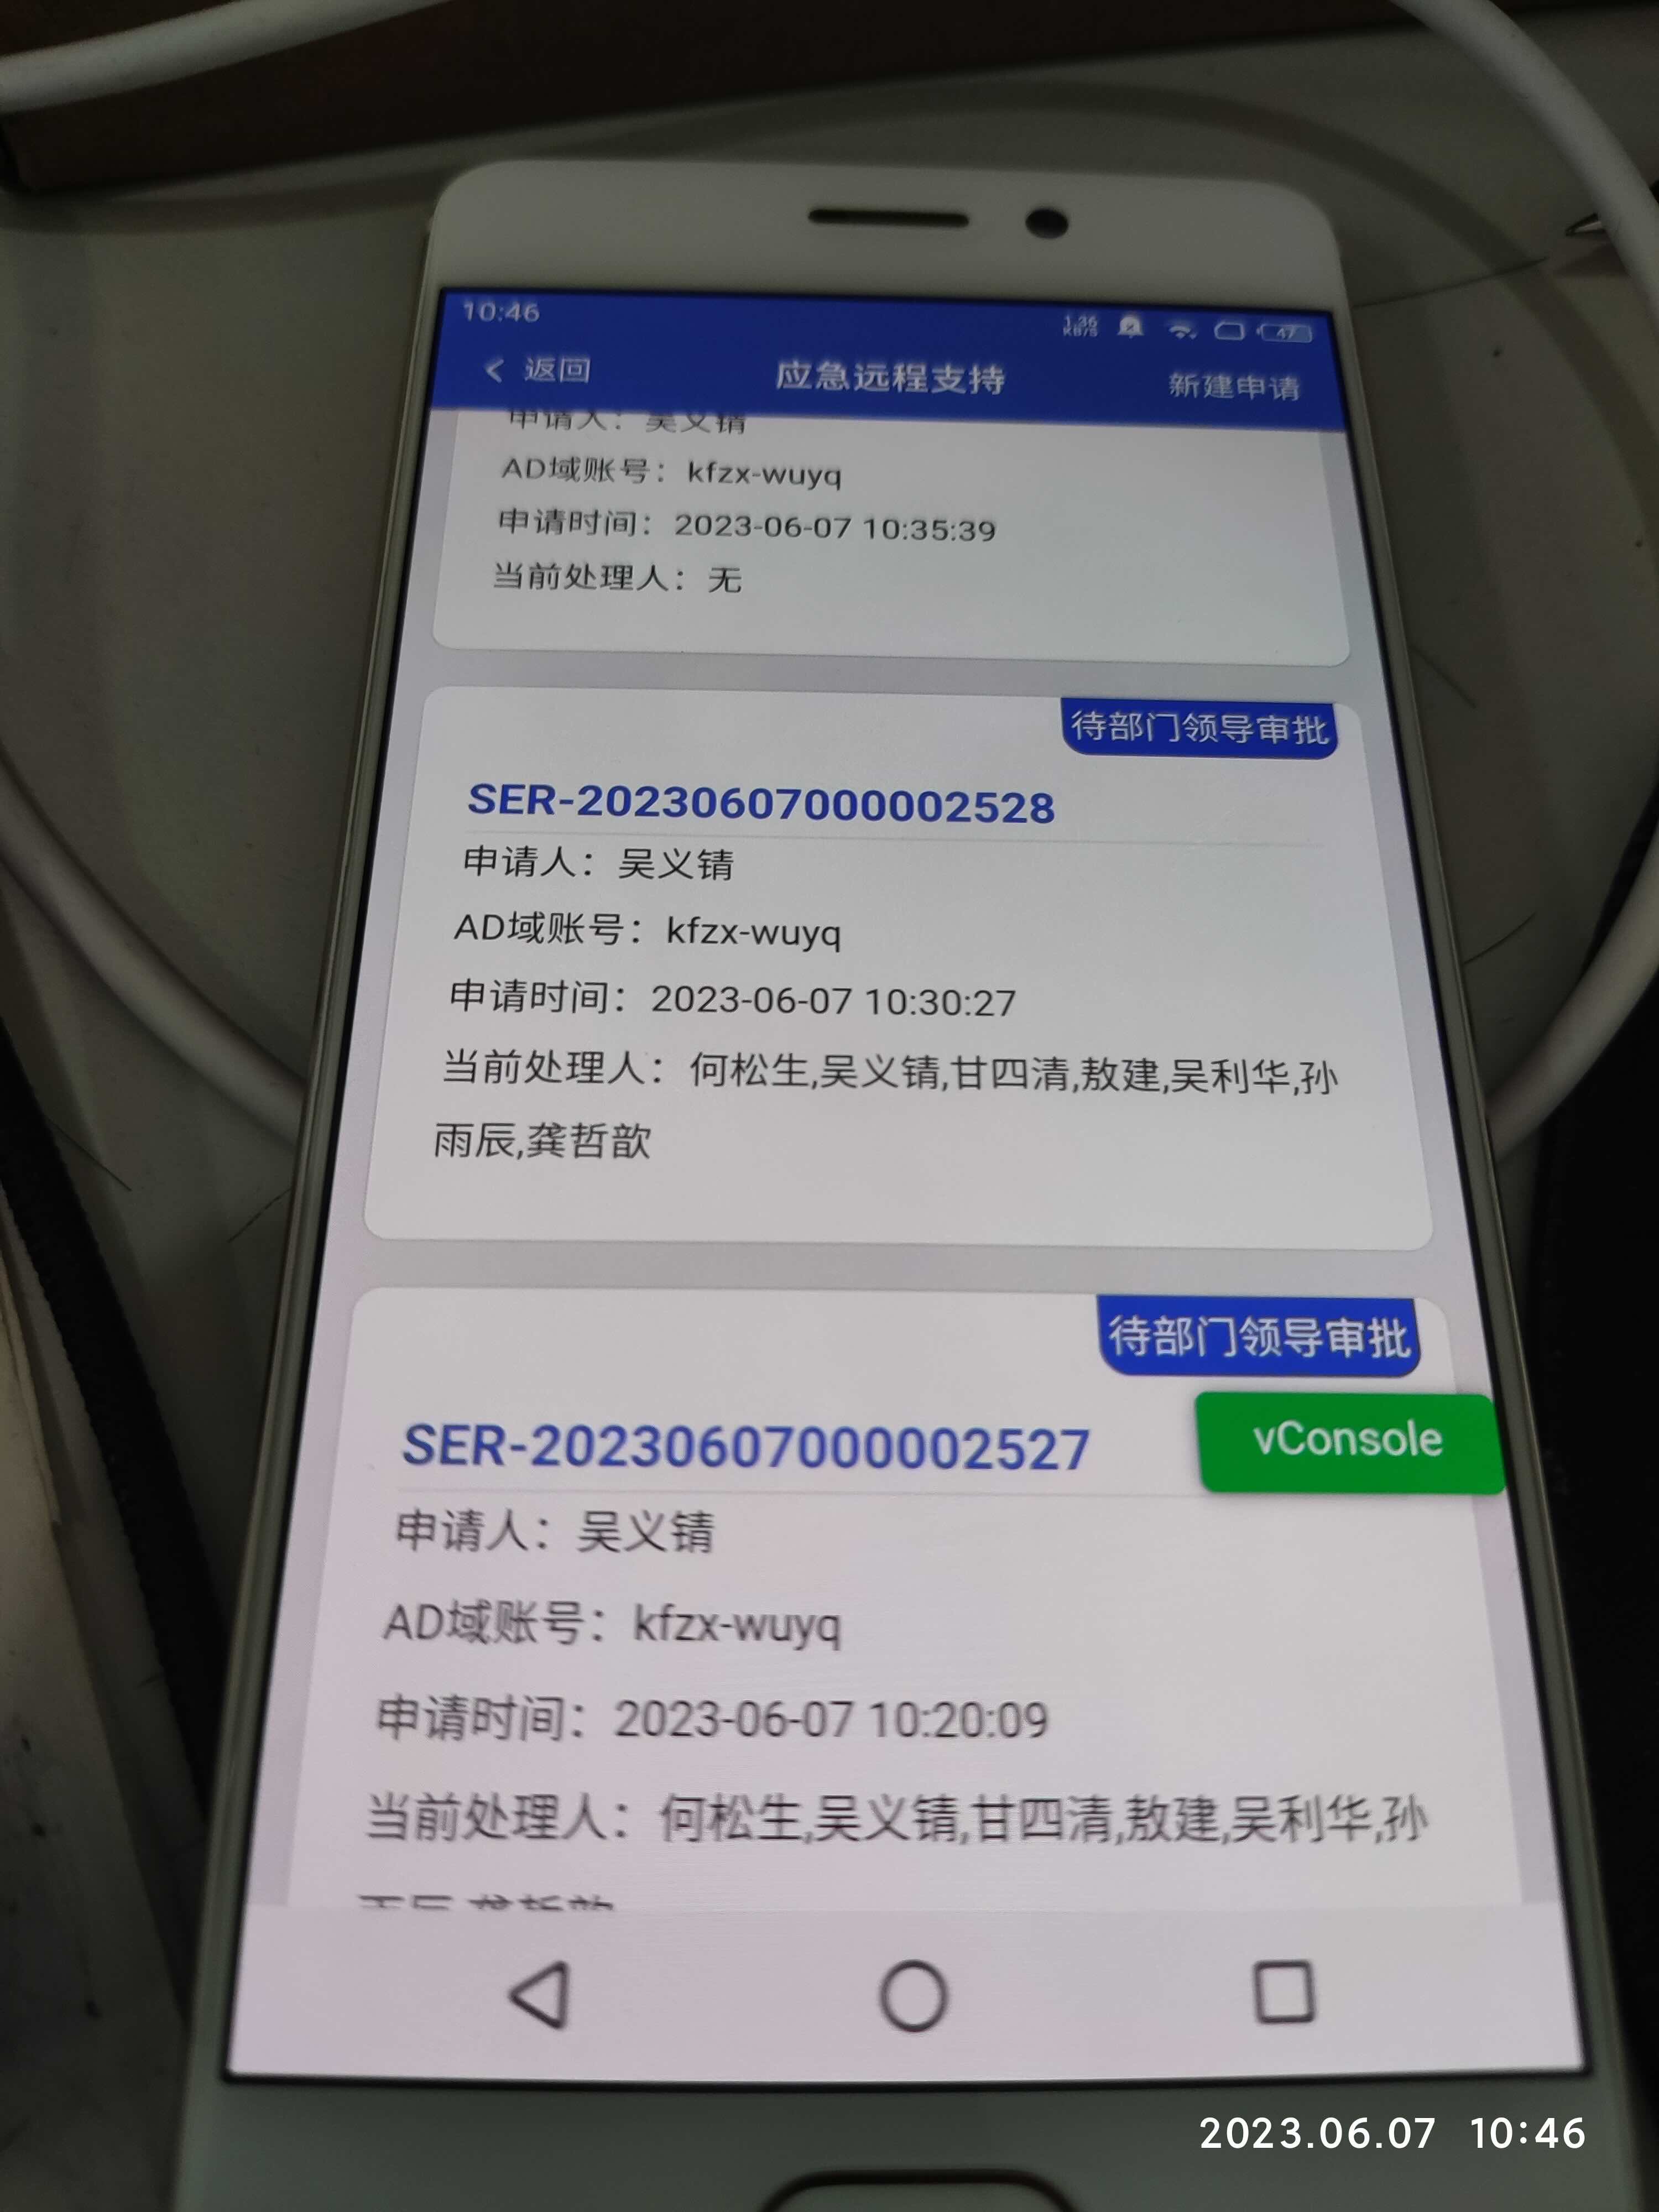 10:46
1.36 KB/S
47
返回
应急远程支持
新建申请
申请人：吴义锖
AD域账号：kfzx-wuyq
申请时间：2023-06-07 10:35:39
当前处理人：无
待部门领导审批
SER-20230607000002528
申请人：吴义锖
AD域账号：kfzx-wuyq
申请时间：2023-06-07 10:30:27
当前处理人：何松生,吴义锖,甘四清,敖建,吴利华,孙
雨辰,龚哲歆
待部门领导审批
SER-20230607000002527
vConsole
申请人：吴义锖
AD域账号：kfzx-wuyq
申请时间：2023-06-07 10:20:09
当前处理人：何松生,吴义锖,甘四清,敖建,吴利华,孙
2023.06.07 10:46